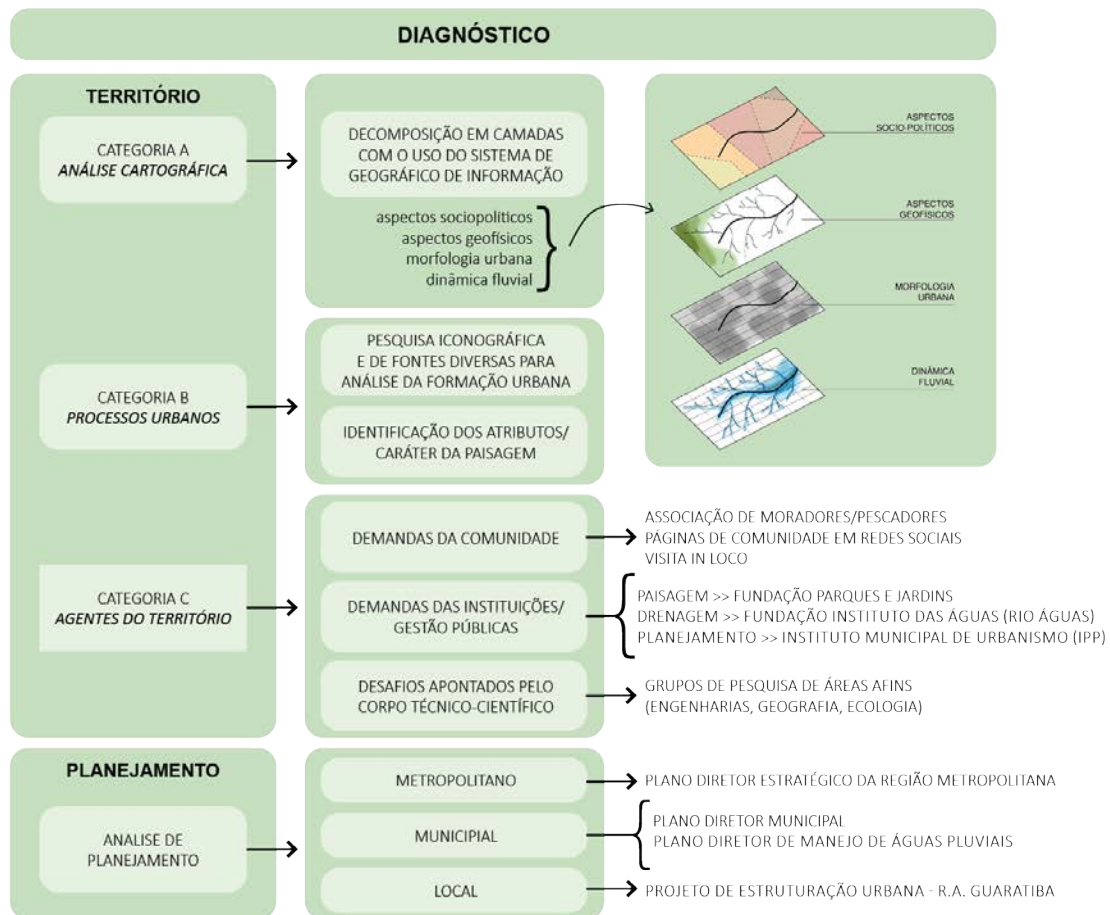 DIAGNÓSTICO
TERRITÓRIO
CATEGORIA A
ANÁLISE CARTOGRÁFICA
DECOMPOSIÇÃO EM CAMADAS
COM O USO DO SISTEMA DE
GEOGRÁFICO DE INFORMAÇÃO
aspectos sociopolíticos
aspectos geofísicos
morfologia urbana
dinâmica fluvial
ASPECTOS
SOCIO-POLÍTICOS
ASPECTOS
GEOFÍSICOS
MORFOLOGIA
URBANA
DINÂMICA
FLUVIAL
CATEGORIA B
PROCESSOS URBANOS
PESQUISA ICONOGRÁFICA
E DE FONTES DIVERSAS PARA
ANÁLISE DA FORMAÇÃO URBANA
IDENTIFICAÇÃO DOS ATRIBUTOS/
CARÁTER DA PAISAGEM
CATEGORIA C
AGENTES DO TERRITÓRIO
DEMANDAS DA COMUNIDADE
ASSOCIAÇÃO DE MORADORES/PESCADORES
PÁGINAS DE COMUNIDADE EM REDES SOCIAIS
VISITA IN LOCO
DEMANDAS DAS INSTITUIÇÕES/
GESTÃO PÚBLICAS
PAISAGEM >> FUNDAÇÃO PARQUES E JARDINS
DRENAGEM >> FUNDAÇÃO INSTITUTO DAS ÁGUAS (RIO ÁGUAS)
PLANEJAMENTO >> INSTITUTO MUNICIPAL DE URBANISMO (IPP)
DESAFIOS APONTADOS PELO
CORPO TÉCNICO-CIENTÍFICO
GRUPOS DE PESQUISA DE ÁREAS AFINS
(ENGENHARIAS, GEOGRAFIA, ECOLOGIA)
PLANEJAMENTO
ANALISE DE
PLANEJAMENTO
METROPOLITANO
PLANO DIRETOR ESTRATÉGICO DA REGIÃO METROPOLITANA
MUNICIPIAL
PLANO DIRETOR MUNICIPAL
PLANO DIRETOR DE MANEJO DE ÁGUAS PLUVIAIS
LOCAL
PROJETO DE ESTRUTURAÇÃO URBANA - R.A. GUARATIBA